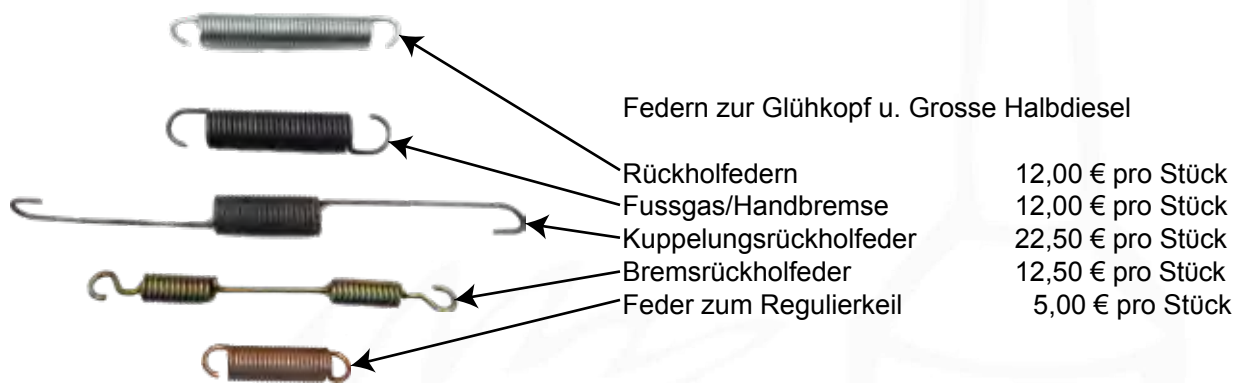 Federn zur Glühkopf u. Grosse Halbdiesel
Rückholfedern 12,00 € pro Stück
Fussgas/Handbremse 12,00 € pro Stück
Kuppelungsrückholfeder 22,50 € pro Stück
Bremsrückholfeder 12,50 € pro Stück
Feder zum Regulierkeil 5,00 € pro Stück